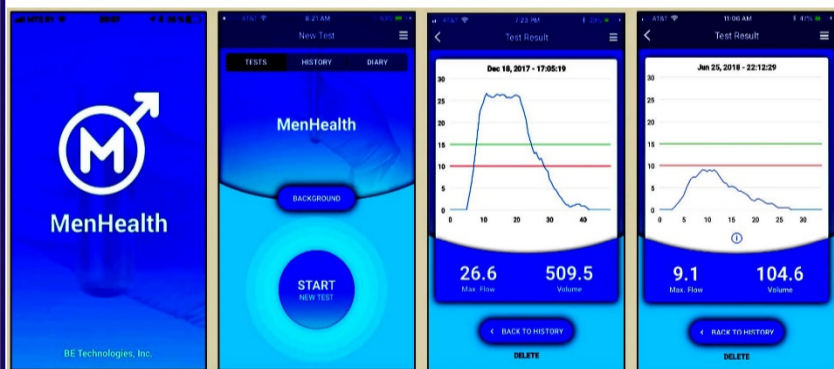 M
MenHealth
BE Technologies, Inc.
AT&T
8:21 AM
New Test
TESTS HISTORY DIARY
MenHealth
BACKGROUND
START
NEW TEST
AT&T
7:23 PM
Test Result
Dec 18, 2017 - 17:05:19
30
25
20
15
10
5
0
0 10 20 30 40
26.6 509.5
Max. Flow Volume
< BACK TO HISTORY
DELETE
AT&T
11:06 AM
47%
Test Result
Jun 25, 2018 - 22:12:29
30
25
20
15
10
5
0
0 5 10 15 20 25 30
i
9.1 104.6
Max. Flow Volume
< BACK TO HISTORY
DELETE